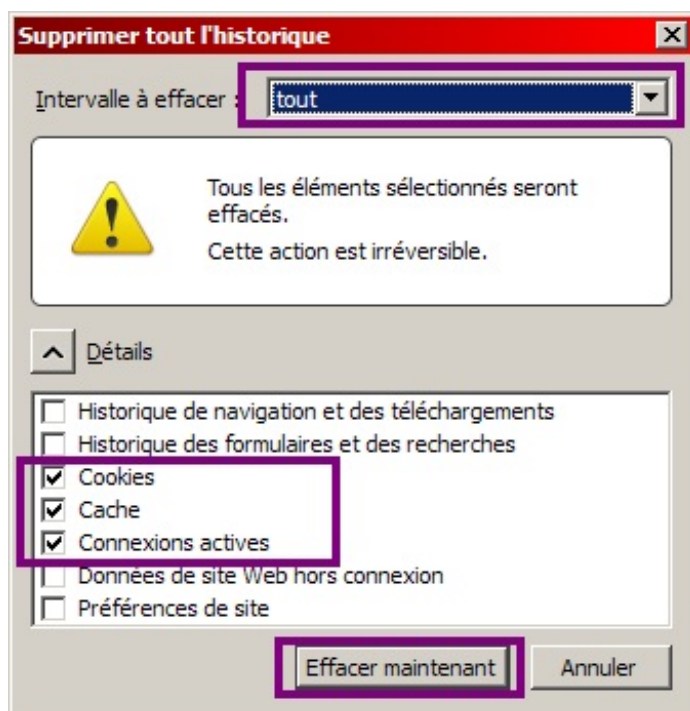 Supprimer tout l'historique
Intervalle à effacer : tout
Tous les éléments sélectionnés seront
effacés.
Cette action est irréversible.
Détails
Historique de navigation et des téléchargements
Historique des formulaires et des recherches
Cookies
Cache
Connexions actives
Données de site Web hors connexion
Préférences de site
Effacer maintenant Annuler